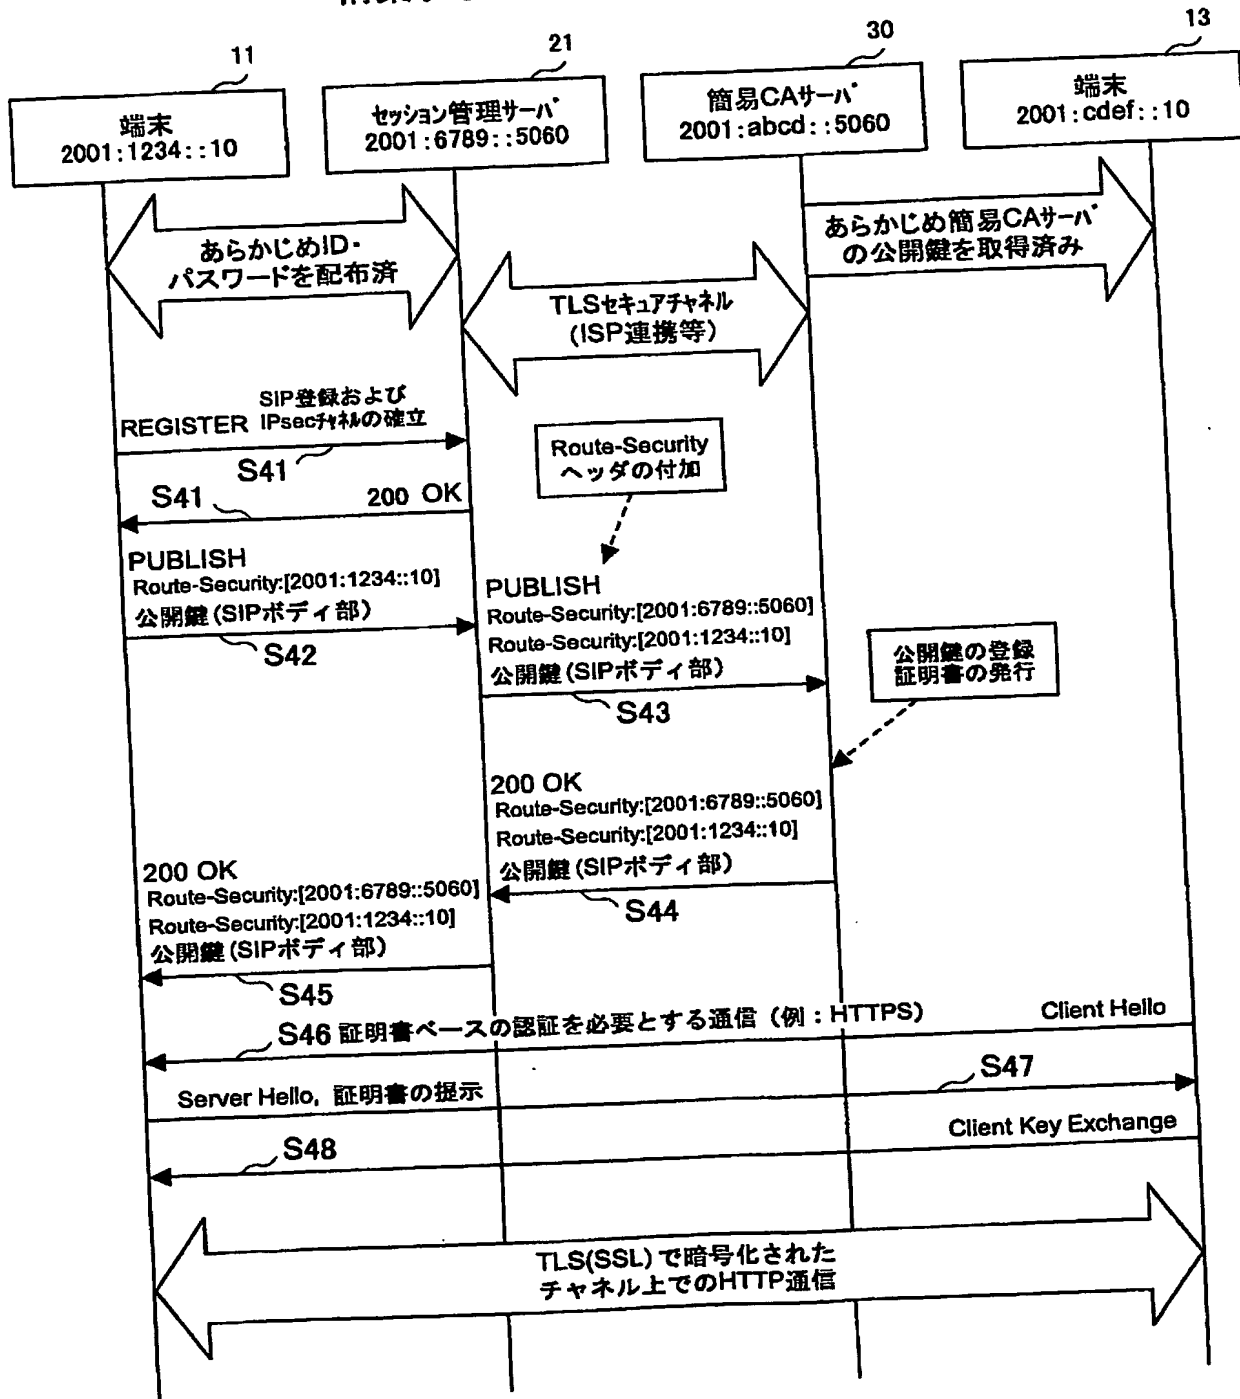 11
21
30
13
端末
2001:1234::10
セッション管理サーバ
2001:6789::5060
簡易CAサーバ
2001:abcd::5060
端末
2001:cdef::10
あらかじめID・
パスワードを配布済
あらかじめ簡易CAサーバ
の公開鍵を取得済み
TLSセキュアチャネル
(ISP連携等)
SIP登録および
REGISTER IPsecチャネルの確立
S41
Route-Security
ヘッダの付加
S41 200 OK
PUBLISH
Route-Security:[2001:1234::10]
公開鍵(SIPボディ部)
S42
PUBLISH
Route-Security:[2001:6789::5060]
Route-Security:[2001:1234::10]
公開鍵(SIPボディ部)
S43
公開鍵の登録
証明書の発行
200 OK
Route-Security:[2001:6789::5060]
Route-Security:[2001:1234::10]
公開鍵(SIPボディ部)
S44
200 OK
Route-Security:[2001:6789::5060]
Route-Security:[2001:1234::10]
公開鍵(SIPボディ部)
S45
S46 証明書ベースの認証を必要とする通信(例:HTTPS)
Client Hello
S47
Server Hello, 証明書の提示
Client Key Exchange
S48
TLS(SSL)で暗号化された
チャネル上でのHTTP通信